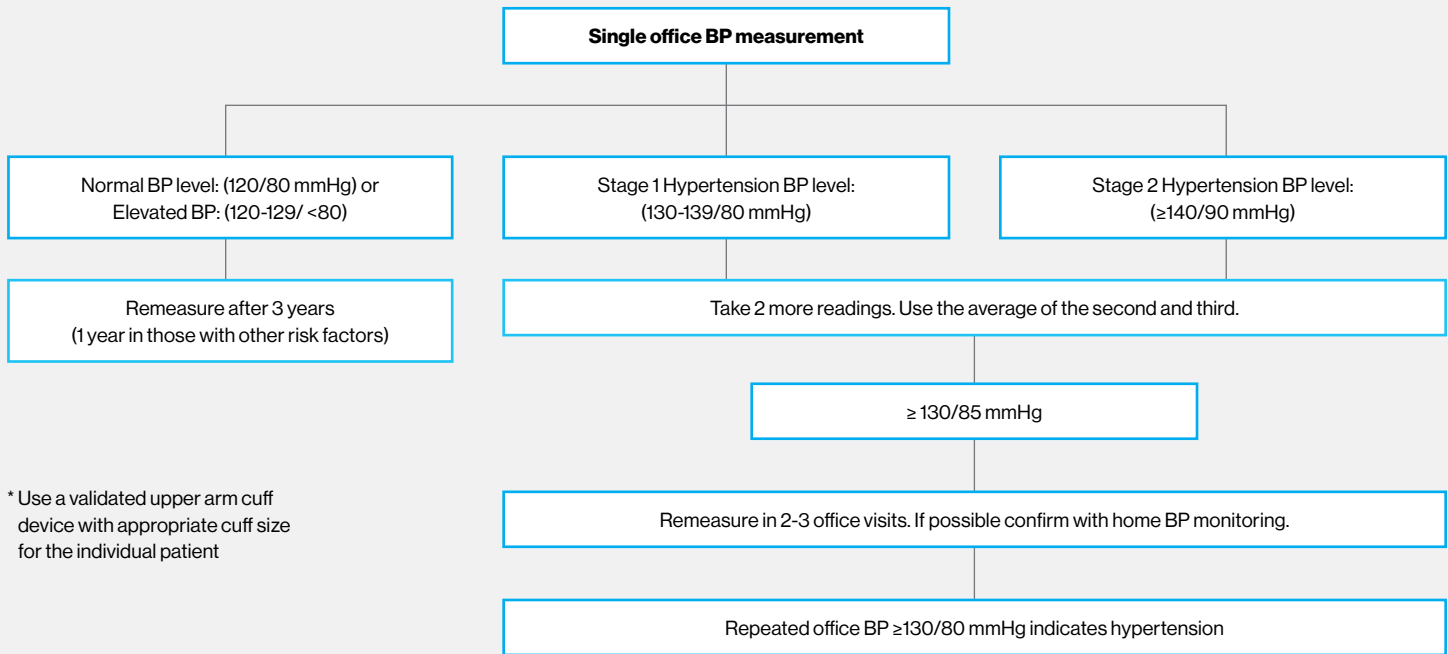 Single office BP measurement
Normal BP level: (120/80 mmHg) or
Elevated BP: (120-129/ <80)
Stage 1 Hypertension BP level:
(130-139/80 mmHg)
Stage 2 Hypertension BP level:
(≥140/90 mmHg)
Remeasure after 3 years
(1 year in those with other risk factors)
Take 2 more readings. Use the average of the second and third.
≥ 130/85 mmHg
* Use a validated upper arm cuff
device with appropriate cuff size
for the individual patient
Remeasure in 2-3 office visits. If possible confirm with home BP monitoring.
Repeated office BP ≥130/80 mmHg indicates hypertension